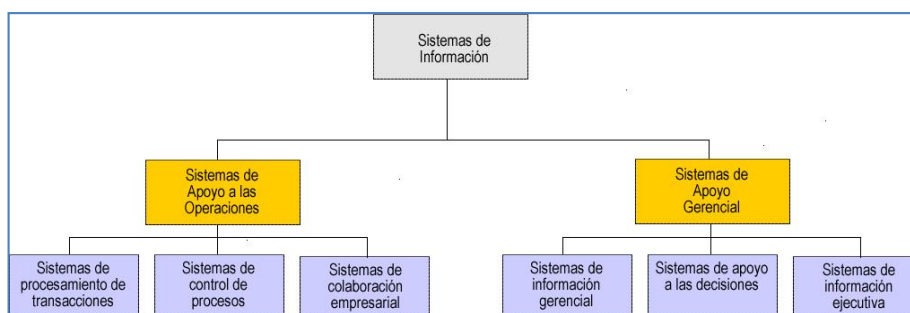 Sistemas de
Información
Sistemas de
Apoyo a las
Operaciones
Sistemas de
Apoyo
Gerencial
Sistemas de
procesamiento de
transacciones
Sistemas de
control de
procesos
Sistemas de
colaboración
empresarial
Sistemas de
información
gerencial
Sistemas de apoyo
a las decisiones
Sistemas de
información
ejecutiva